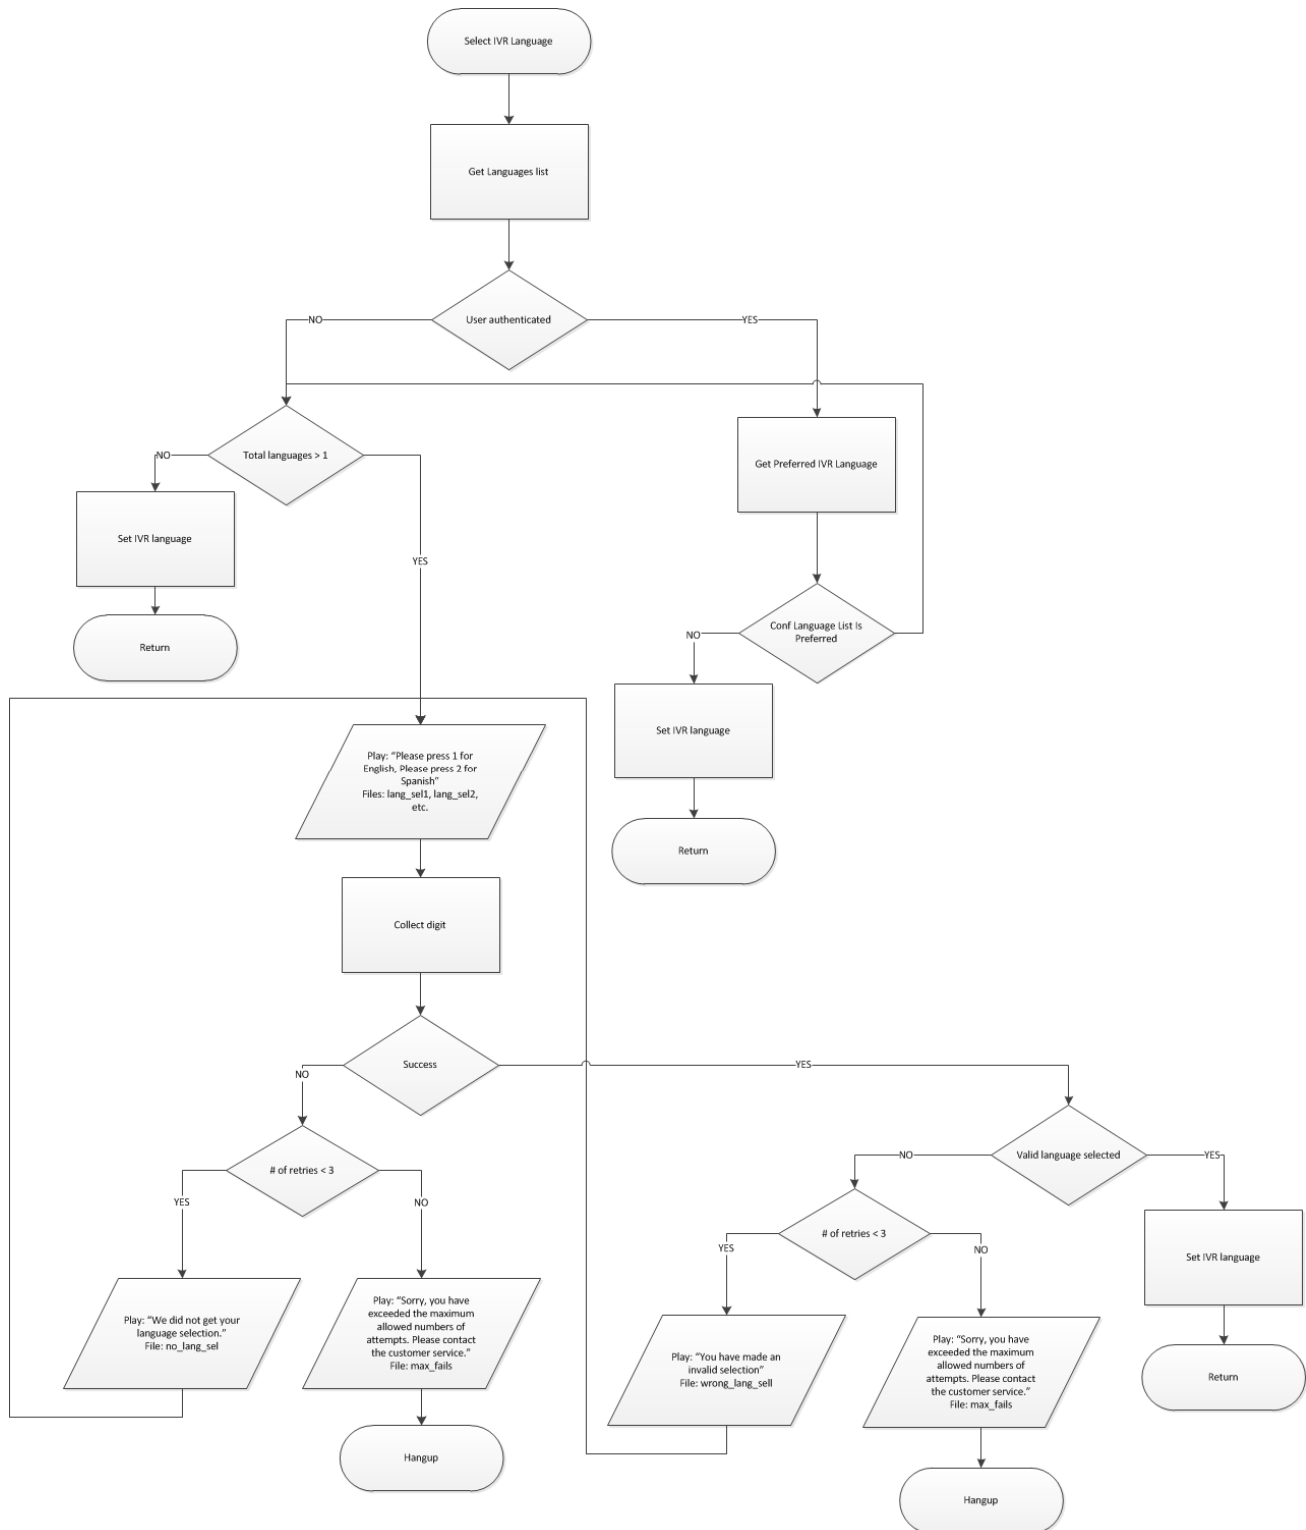 Select IVR Language
Get Languages list
User authenticated
NO
YES
Total languages > 1
NO
YES
Set IVR language
Return
Get Preferred IVR Language
Conf Language List Is
Preferred
NO
Set IVR language
Return
Play: “Please press 1 for
English, Please press 2 for
Spanish”
Files: lang_sel1, lang_sel2,
etc.
Collect digit
Success
NO
YES
# of retries < 3
YES
NO
Play: “We did not get your
language selection.”
File: no_lang_sel
Play: “Sorry, you have
exceeded the maximum
allowed numbers of
attempts. Please contact
the customer service.”
File: max_fails
Hangup
Valid language selected
NO
YES
# of retries < 3
YES
NO
Play: “You have made an
invalid selection”
File: wrong_lang_sell
Play: “Sorry, you have
exceeded the maximum
allowed numbers of
attempts. Please contact
the customer service.”
File: max_fails
Hangup
Set IVR language
Return